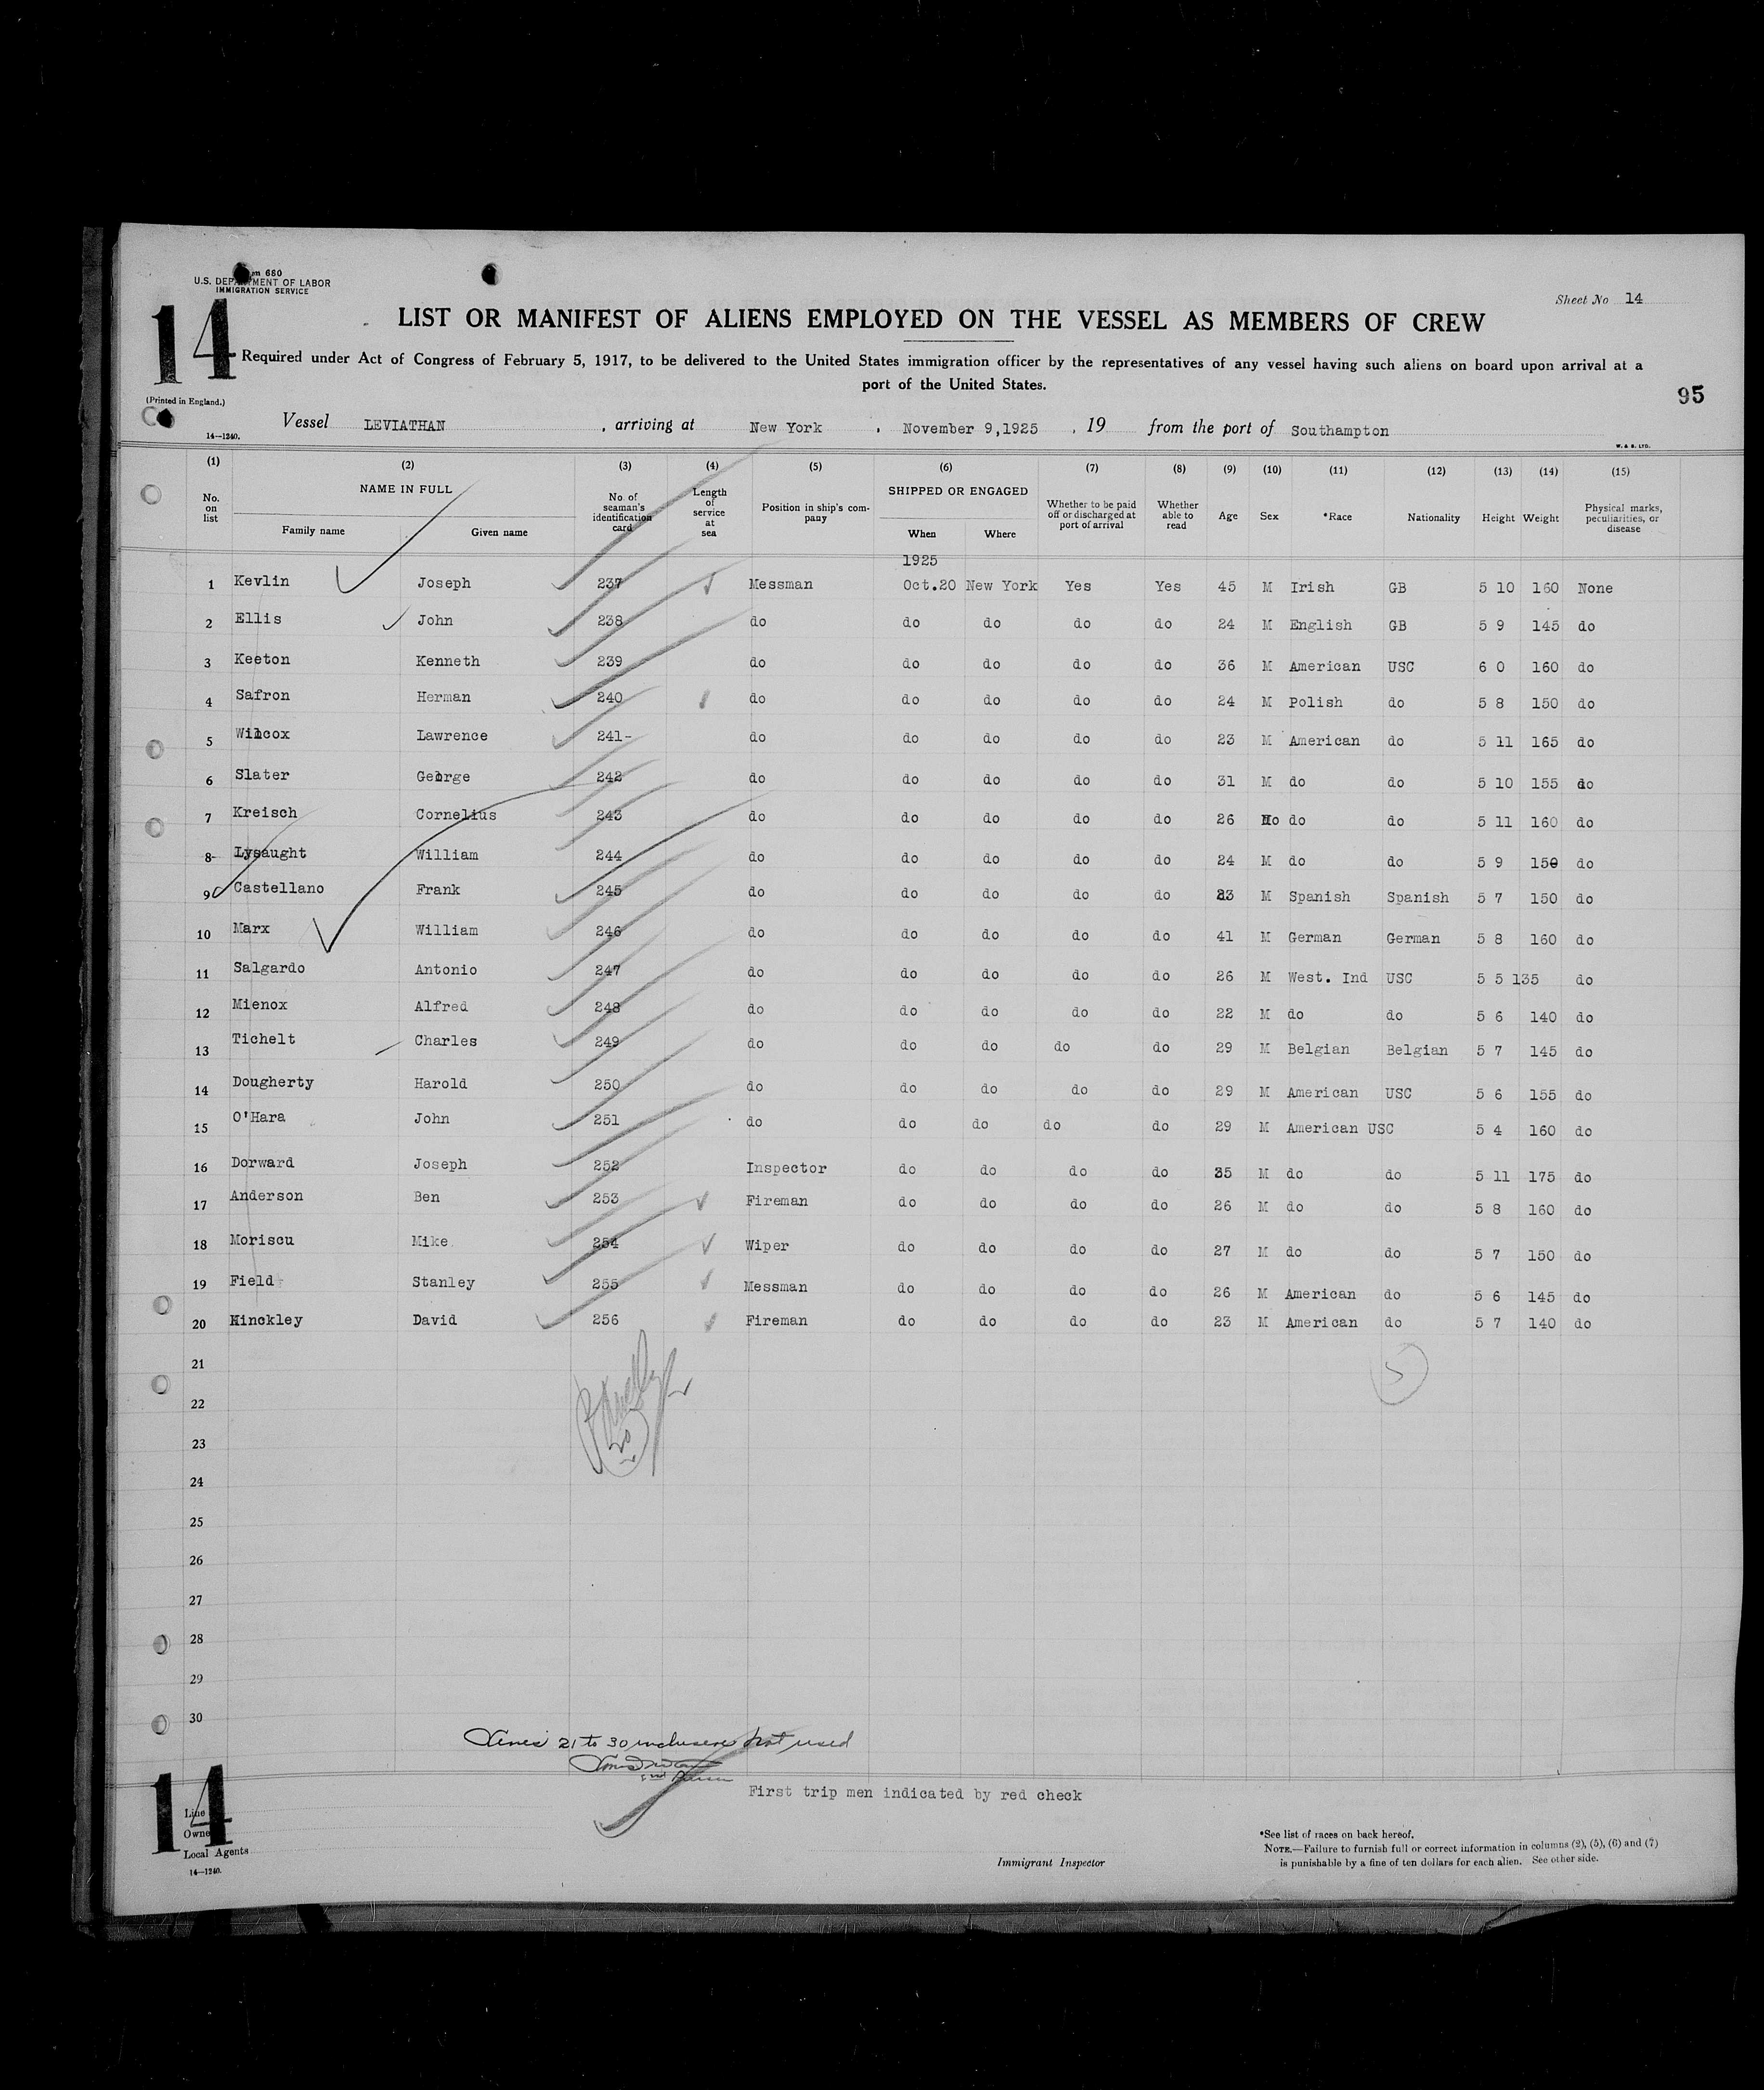 Form 680
U.S. DEPARTMENT OF LABOR
IMMIGRATION SERVICE
14
Sheet No 14
LIST OR MANIFEST OF ALIENS EMPLOYED ON THE VESSEL AS MEMBERS OF CREW
Required under Act of Congress of February 5, 1917, to be delivered to the United States immigration officer by the representatives of any vessel having such aliens on board upon arrival at a
port of the United States.
(Printed in England.)
95
Vessel LEVIATHAN , arriving at New York , November 9,1925 , 19 from the port of Southampton
14—1240.
W. & S. LTD.
(1) (2) (3) (4) (5) (6) (7) (8) (9) (10) (11) (12) (13) (14) (15)
No. on list NAME IN FULL Family name Given name No. of seaman's identification card Length of service at sea Position in ship's company SHIPPED OR ENGAGED When Where Whether to be paid off or discharged at port of arrival Whether able to read Age Sex *Race Nationality Height Weight Physical marks, peculiarities, or disease
1925
1 Kevlin Joseph 237 Messman Oct.20 New York Yes Yes 45 M Irish GB 5 10 160 None
2 Ellis John 238 do do do do do 24 M English GB 5 9 145 do
3 Keeton Kenneth 239 do do do do do 36 M American USC 6 0 160 do
4 Safron Herman 240 do do do do do 24 M Polish do 5 8 150 do
5 Wilcox Lawrence 241- do do do do do 23 M American do 5 11 165 do
6 Slater George 242 do do do do do 31 M do do 5 10 155 do
7 Kreisch Cornelius 243 do do do do do 26 do do 5 11 160 do
8 Lysaught William 244 do do do do do 24 M do do 5 9 150 do
9 Castellano Frank 245 do do do do do M Spanish Spanish 5 7 150 do
10 Marx William 246 do do do do do 41 M German German 5 8 160 do
11 Salgardo Antonio 247 do do do do do 26 M West. Ind USC 5 5 135 do
12 Mienox Alfred 248 do do do do do 22 M do do 5 6 140 do
13 Tichelt Charles 249 do do do do do 29 M Belgian Belgian 5 7 145 do
14 Dougherty Harold 250 do do do do do 29 M American USC 5 6 155 do
15 O'Hara John 251 do do do do do 29 M American USC 5 4 160 do
16 Dorward Joseph 252 Inspector do do do do 35 M do do 5 11 175 do
17 Anderson Ben 253 Fireman do do do do 26 M do do 5 8 160 do
18 Moriscu Mike 254 Wiper do do do do 27 M do do 5 7 150 do
19 Field Stanley 255 Messman do do do do 26 M American do 5 6 145 do
20 Hinckley David 256 Fireman do do do do 23 M American do 5 7 140 do
21
22
23
24
25
26
27
28
29
30
Lines 21 to 30 inclusive not used
First trip men indicated by red check
14
Line
Owner
Local Agents
14—1240.
Immigrant Inspector
*See list of races on back hereof.
NOTE.—Failure to furnish full or correct information in columns (2), (5), (6) and (7)
is punishable by a fine of ten dollars for each alien. See other side.